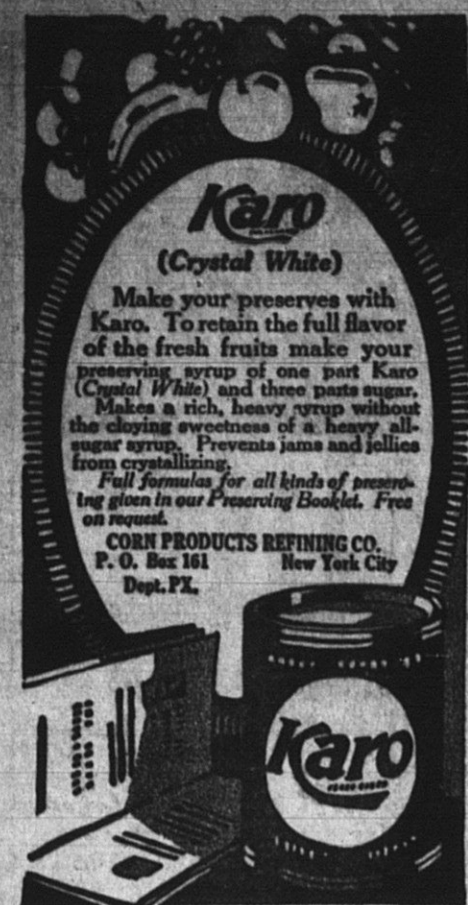 Karo
(Crystal White)
Make your preserves with
Karo. To retain the full flavor
of the fresh fruits make your
preserving syrup of one part Karo
(Crystal White) and three parts sugar.
Makes a rich, heavy syrup without
the cloying sweetness of a heavy all-
sugar syrup. Prevents jams and jellies
from crystallizing.
Full formulas for all kinds of preserv-
ing given in our Preserving Booklet. Free
on request.
CORN PRODUCTS REFINING CO.
P. O. Box 161 New York City
Dept. PX.
Karo